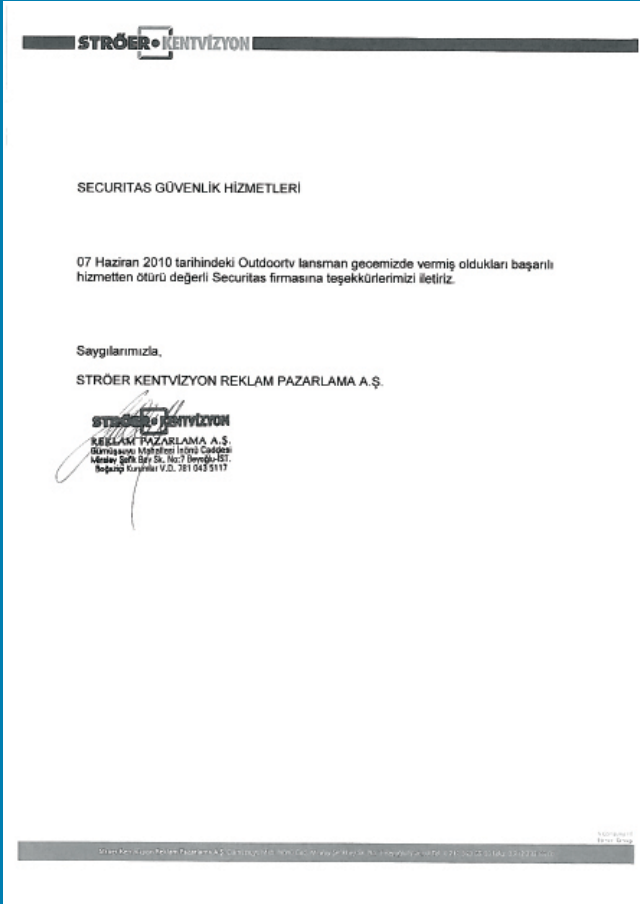 STRÖER KENTVİZYON
SECURITAS GÜVENLİK HİZMETLERİ
07 Haziran 2010 tarihindeki Outdoortv lansman gecemizde vermiş oldukları başarılı
hizmetten ötürü değerli Securitas firmasına teşekkürlerimizi iletiriz.
Saygılarımızla,
STRÖER KENTVİZYON REKLAM PAZARLAMA A.Ş.
STRÖER KENTVİZYON
REKLAM PAZARLAMA A.Ş.
Gümüşsuyu Mahallesi İnönü Caddesi
Miralay Şefik Bey Sk. No:7 Beyoğlu-İST.
Boğaziçi Kurumlar V.D. 781 043 5117